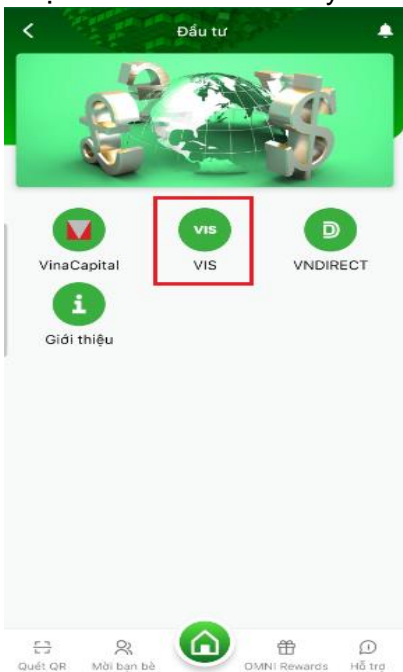 Đầu tư
VIS
VinaCapital
VIS
VNDIRECT
Giới thiệu
Quét QR
Mời bạn bè
OMNI Rewards
Hỗ trợ